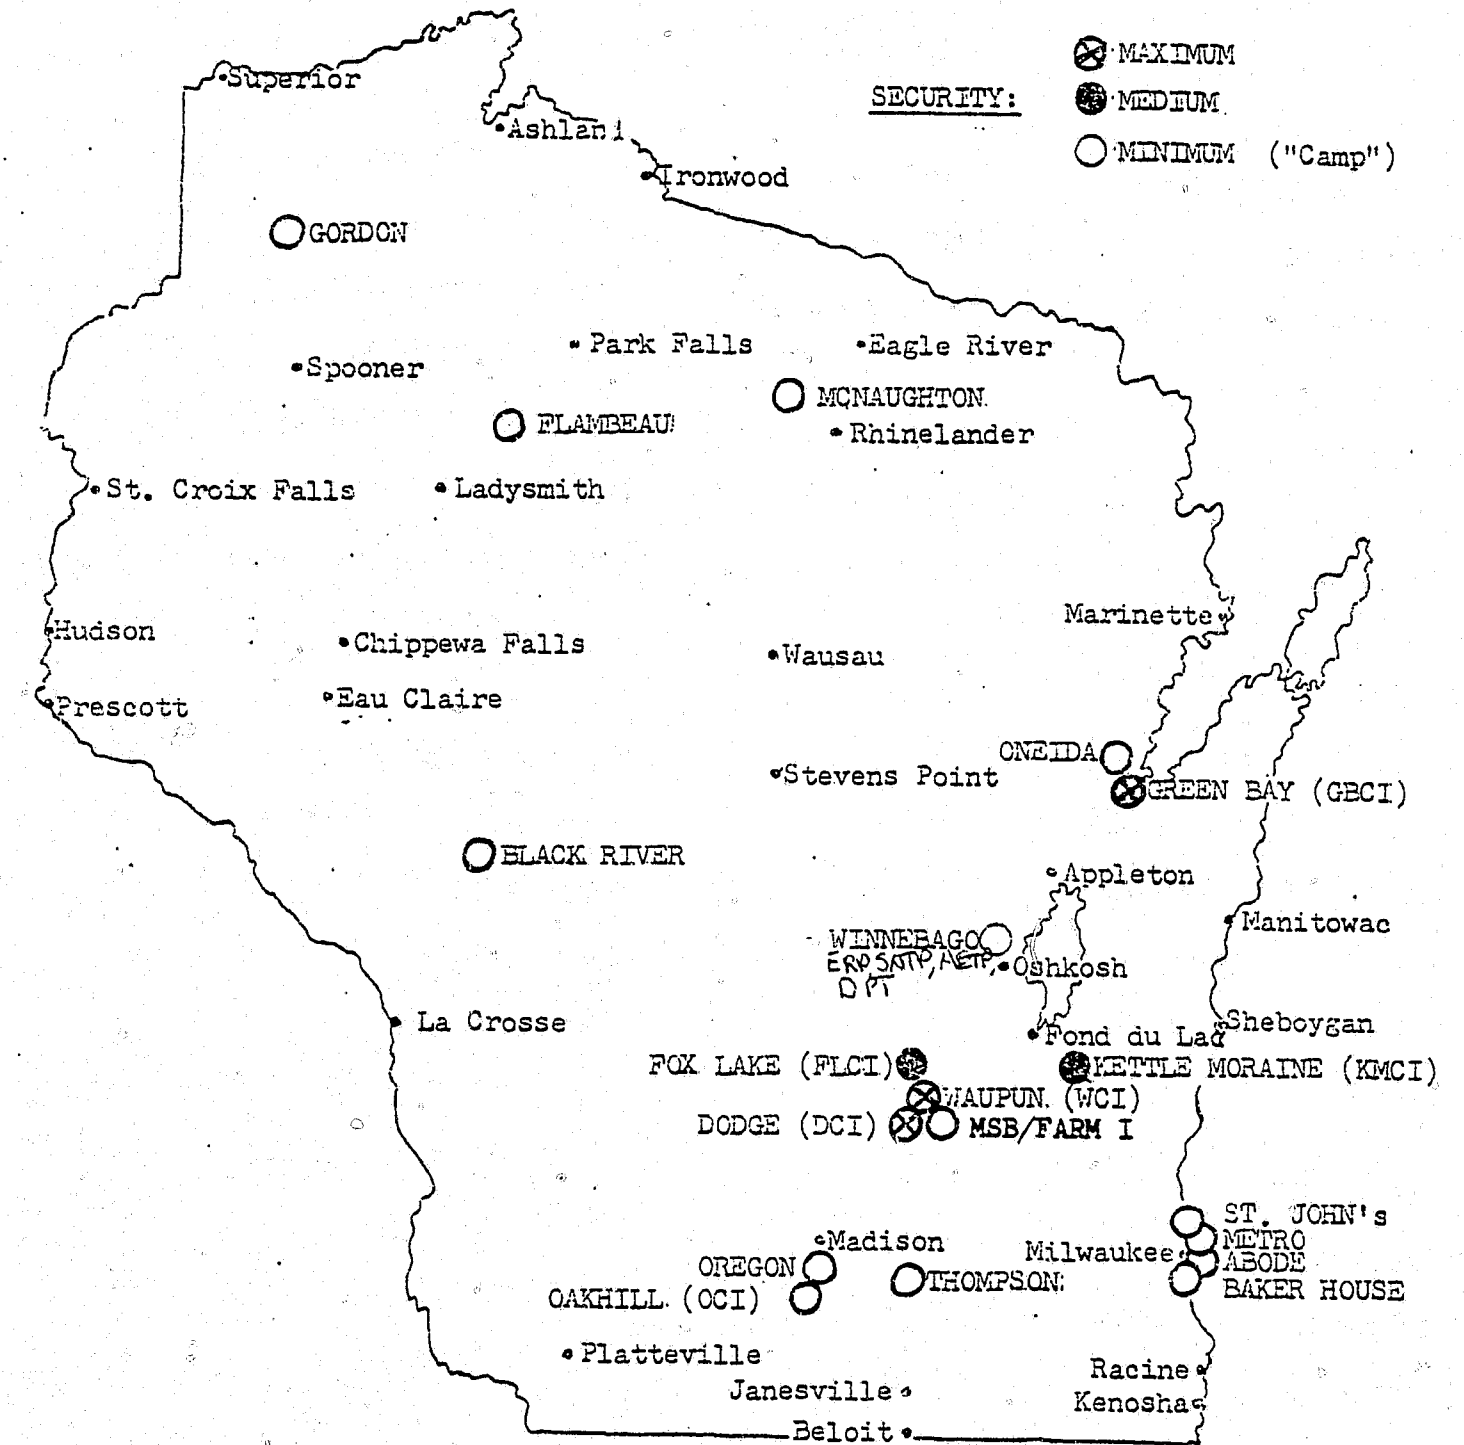 MAXIMUM
SECURITY: MEDIUM
MINIMUM ("Camp")
Superior
Ashland
Ironwood
GORDON
Park Falls
Eagle River
Spooner
MCNAUGHTON
FLAMBEAU
Rhinelander
St. Croix Falls
Ladysmith
Marinette
Hudson
Chippewa Falls
Wausau
Eau Claire
Prescott
ONEIDA
Stevens Point
GREEN BAY (GBCI)
BLACK RIVER
Appleton
Manitowac
WINNEBAGO
ERP, SATP, AETP,
DPT
Oshkosh
La Crosse
Sheboygan
Fond du Lac
FOX LAKE (FLCI)
KETTLE MORAINE (KMCI)
WAUPUN (WCI)
DODGE (DCI)
MSB/FARM I
ST. JOHN's
METRO
Madison
Milwaukee
ABODE
OREGON
THOMPSON
BAKER HOUSE
OAKHILL (OCI)
Platteville
Racine
Janesville
Kenosha
Beloit